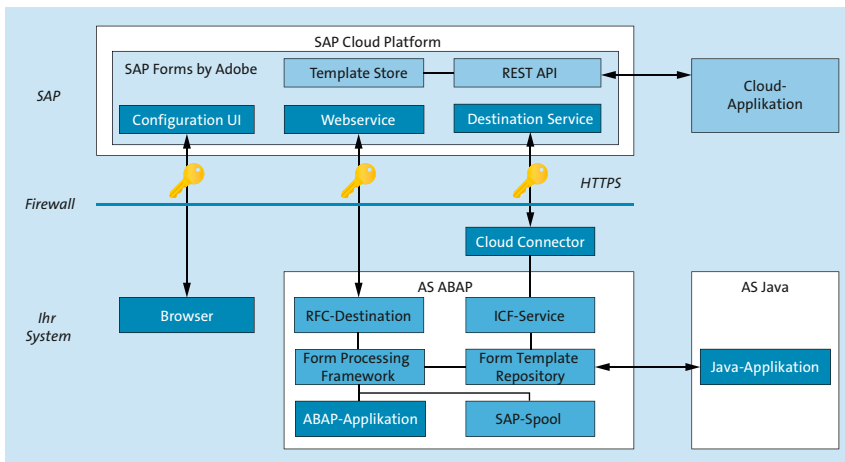 SAP Cloud Platform
SAP Forms by Adobe
Template Store
REST API
SAP
Cloud-
Applikation
Configuration UI
Webservice
Destination Service
HTTPS
Firewall
Cloud Connector
AS ABAP
AS Java
Ihr
System
Browser
RFC-Destination
ICF-Service
Form Processing
Framework
Form Template
Repository
Java-Applikation
ABAP-Applikation
SAP-Spool